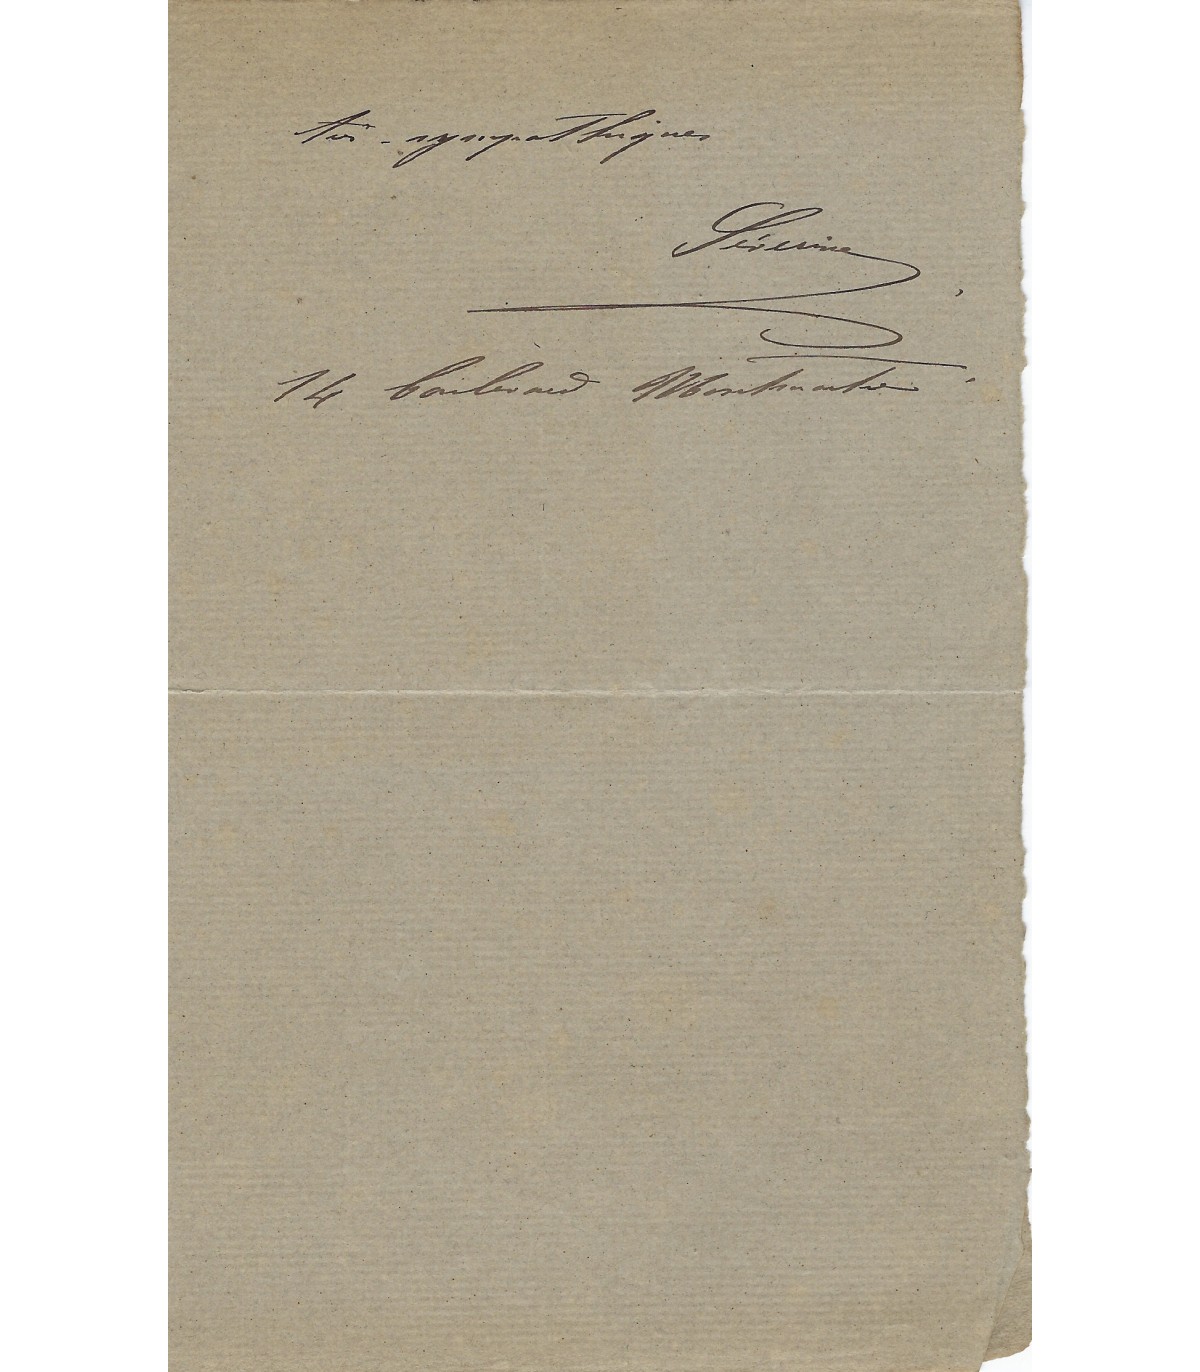 très-sympathiques
Séverine
14 boulevard Montmartre